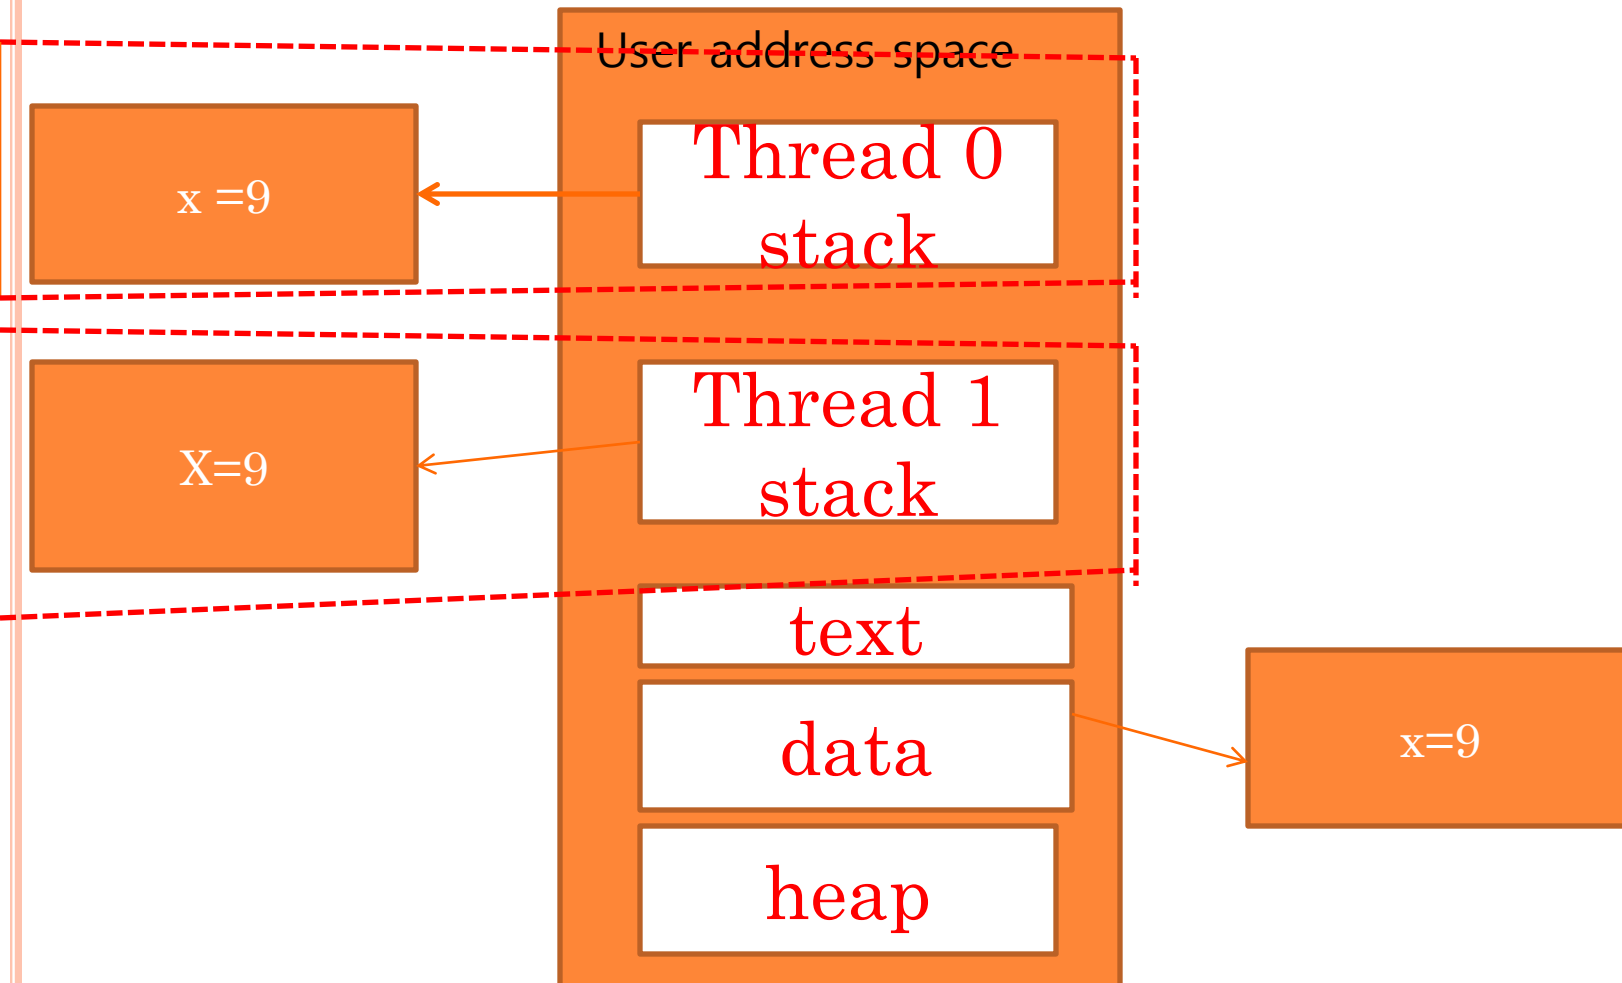 User address space
Thread 0
stack
x =9
Thread 1
stack
X=9
text
data
x=9
heap